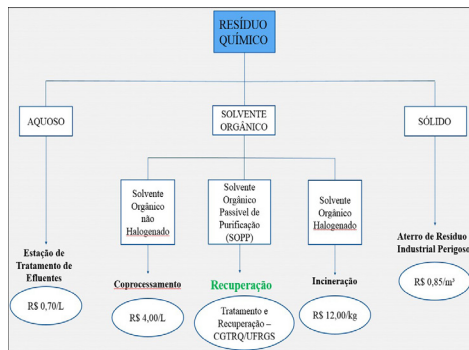 RESÍDUO
QUÍMICO
AQUOSO
SOLVENTE
ORGÂNICO
SÓLIDO
Solvente
Orgânico
não
Halogenado
Solvente
Orgânico
Passível de
Purificação
(SOPP)
Solvente
Orgânico
Halogenado
Estação de
Tratamento de
Efluentes
Coprocessamento
Recuperação
Incineração
Aterro de Resíduo
Industrial Perigoso
R$ 0,70/L
R$ 4,00/L
Tratamento e
Recuperação –
CGTRQ/UFRGS
R$ 12,00/kg
R$ 0,85/m³